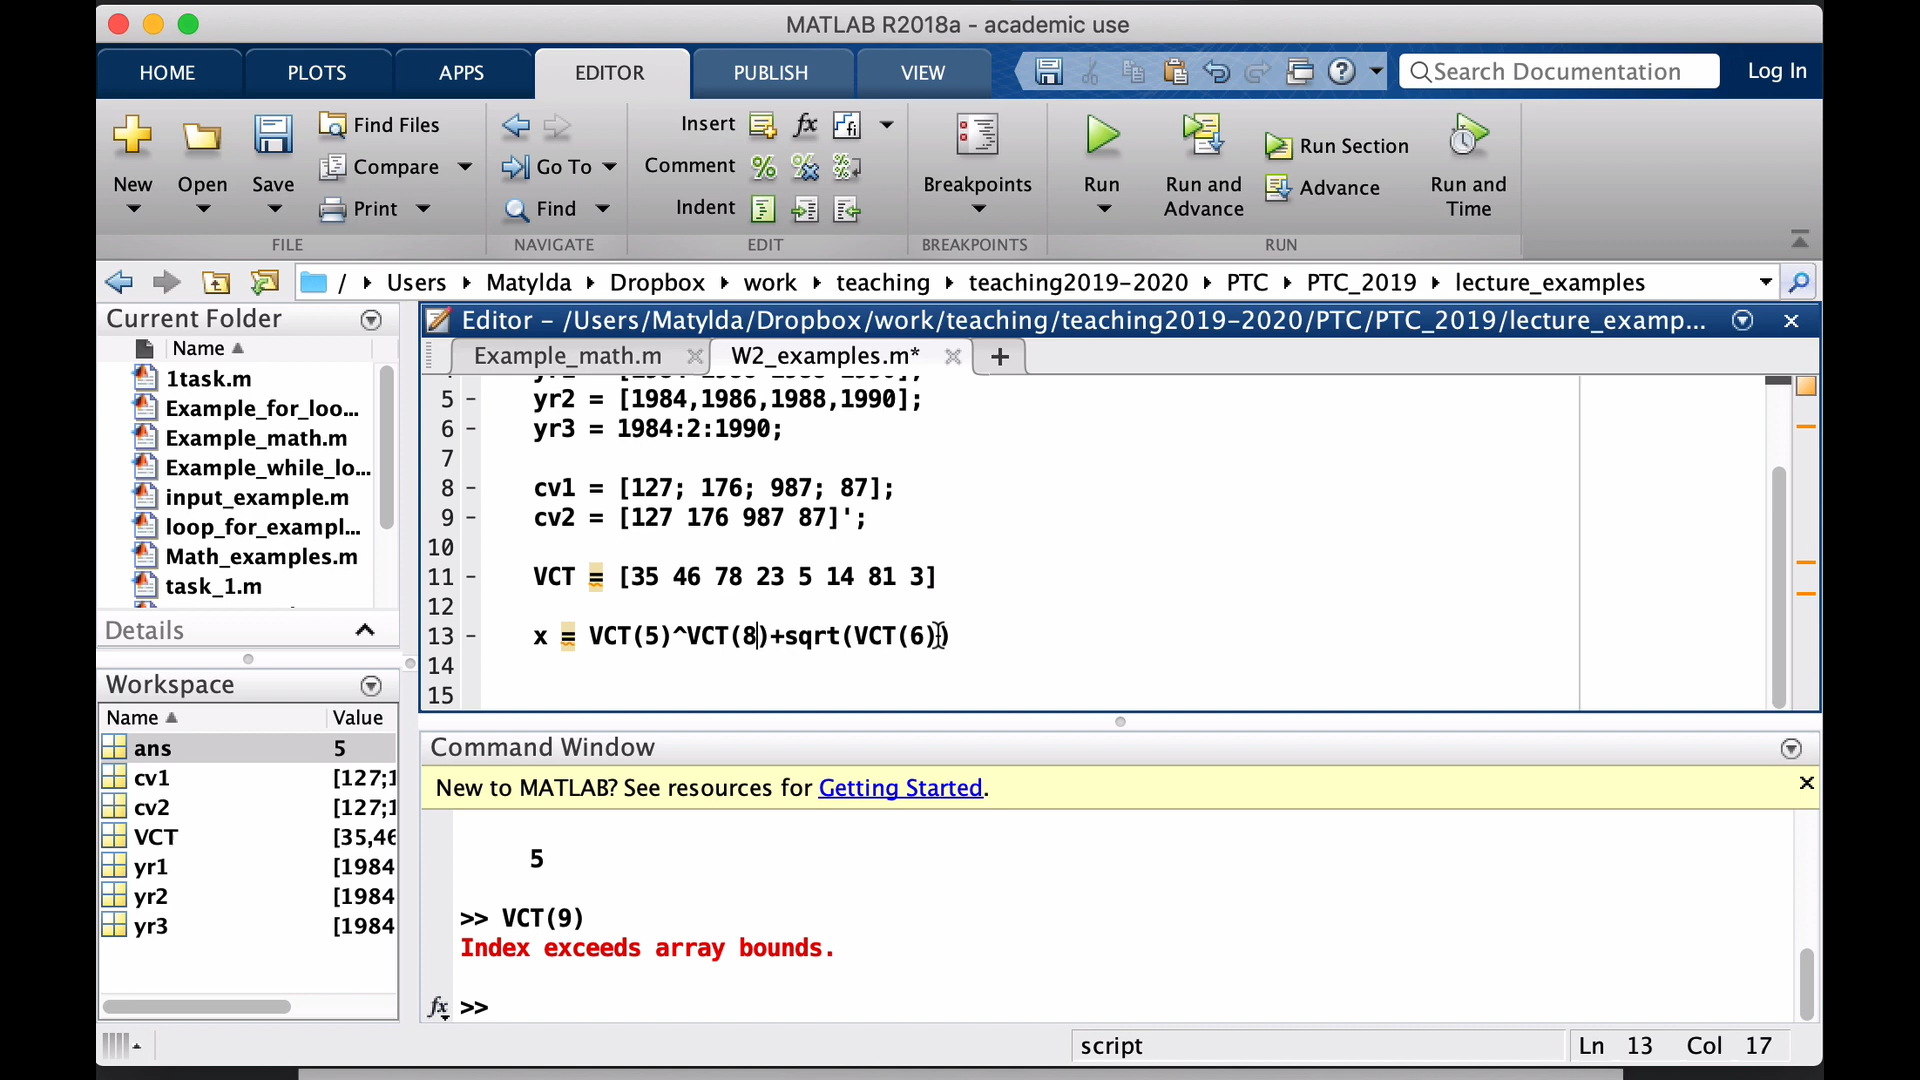 MATLAB R2018a - academic use
HOME PLOTS APPS EDITOR PUBLISH VIEW Search Documentation Log In
New Open Save Find Files Compare Print
FILE
Go To Find
NAVIGATE
Insert fx fi
Comment % % %
Indent
EDIT
Breakpoints
BREAKPOINTS
Run Run and Advance Run Section Advance Run and Time
RUN
/ Users Matylda Dropbox work teaching teaching2019-2020 PTC PTC_2019 lecture_examples
Current Folder
Name
1task.m
Example_for_loo...
Example_math.m
Example_while_lo...
input_example.m
loop_for_exampl...
Math_examples.m
task_1.m
Details
Workspace
Name Value
ans 5
cv1 [127;1
cv2 [127;1
VCT [35,46
yr1 [1984
yr2 [1984
yr3 [1984
Editor - /Users/Matylda/Dropbox/work/teaching/teaching2019-2020/PTC/PTC_2019/lecture_examp...
Example_math.m W2_examples.m* +
5 - yr2 = [1984,1986,1988,1990];
6 - yr3 = 1984:2:1990;
7
8 - cv1 = [127; 176; 987; 87];
9 - cv2 = [127 176 987 87]';
10
11 - VCT = [35 46 78 23 5 14 81 3]
12
13 - x = VCT(5)^VCT(8)+sqrt(VCT(6))
14
15
Command Window
New to MATLAB? See resources for Getting Started.
5
>> VCT(9)
Index exceeds array bounds.
fx >>
script Ln 13 Col 17